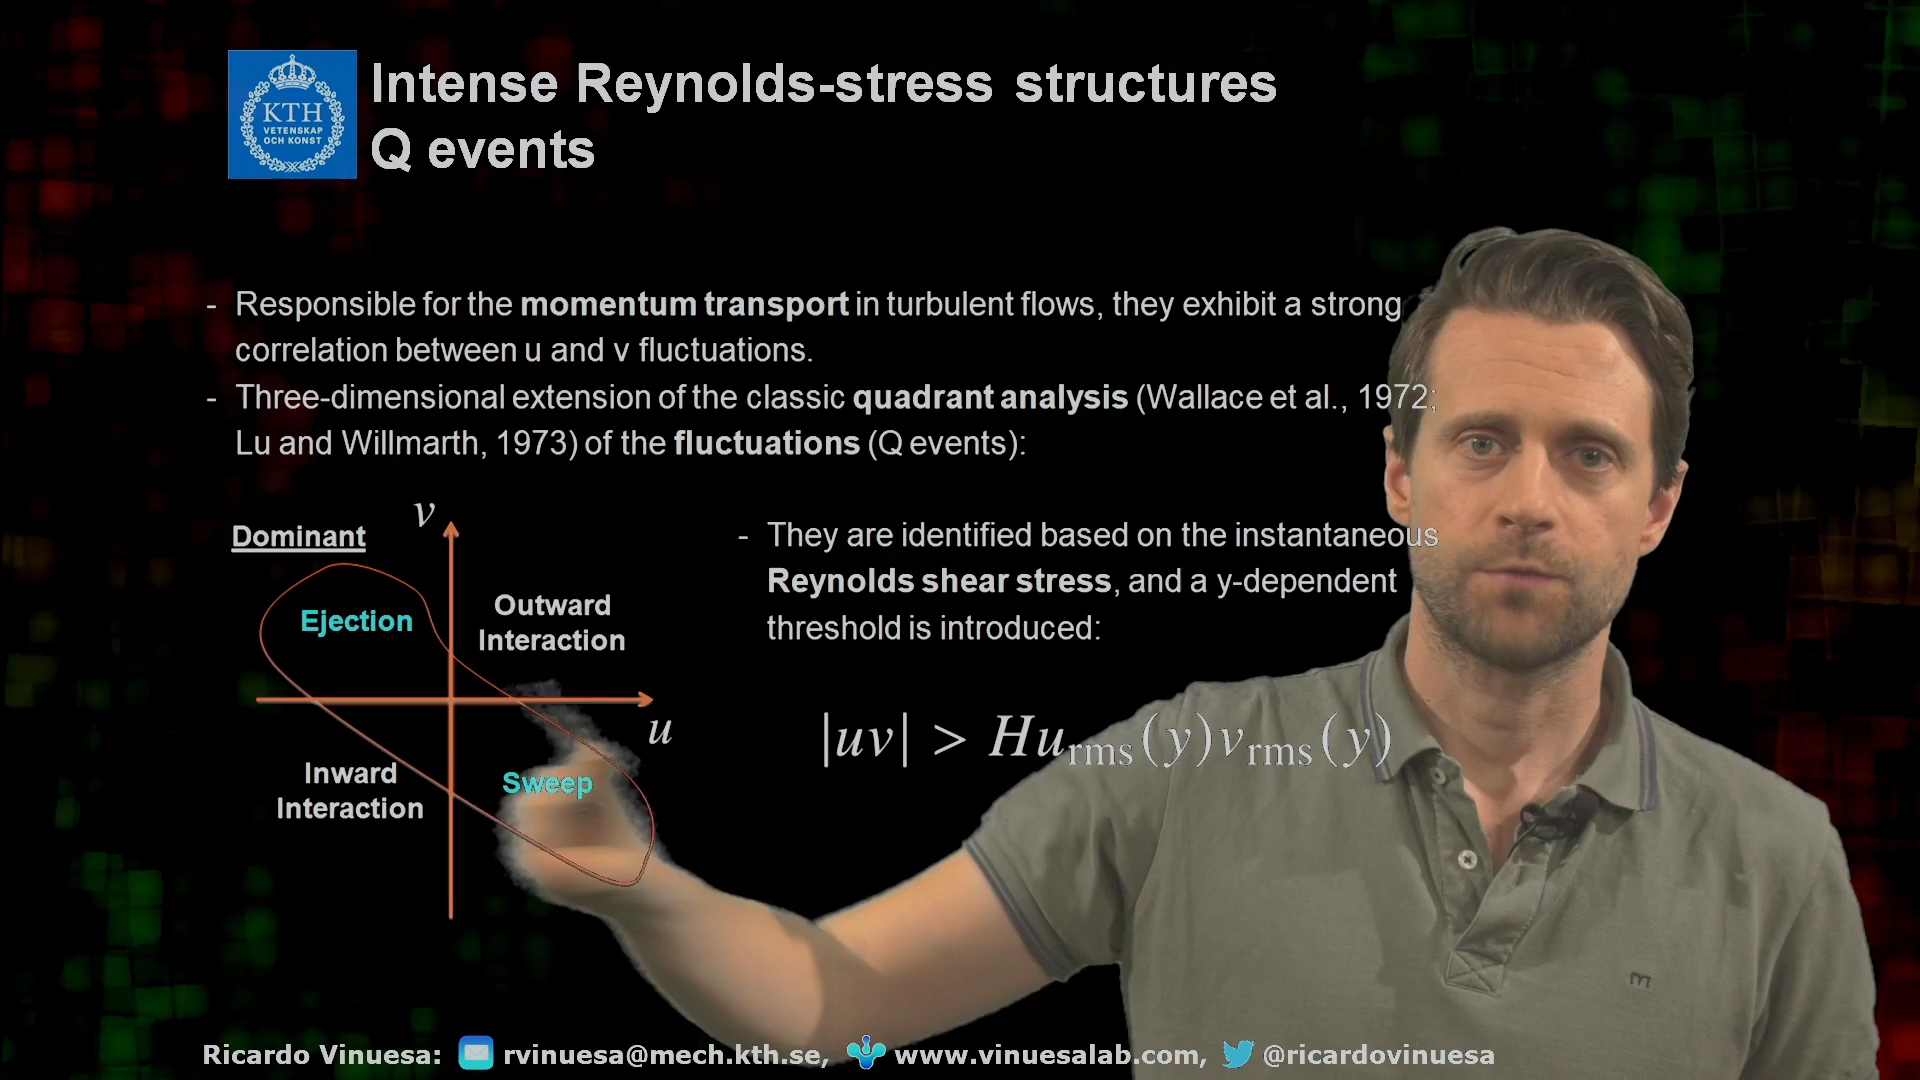 KTH
VETENSKAP
OCH KONST
Intense Reynolds-stress structures
Q events
- Responsible for the momentum transport in turbulent flows, they exhibit a strong
correlation between u and v fluctuations.
- Three-dimensional extension of the classic quadrant analysis (Wallace et al., 1972;
Lu and Willmarth, 1973) of the fluctuations (Q events):
v
Dominant
Ejection
Outward
Interaction
u
Inward
Interaction
Sweep
- They are identified based on the instantaneous
Reynolds shear stress, and a y-dependent
threshold is introduced:
|uv| > Hu_rms(y)v_rms(y)
m
Ricardo Vinuesa: rvinuesa@mech.kth.se, www.vinuesalab.com, @ricardovinuesa